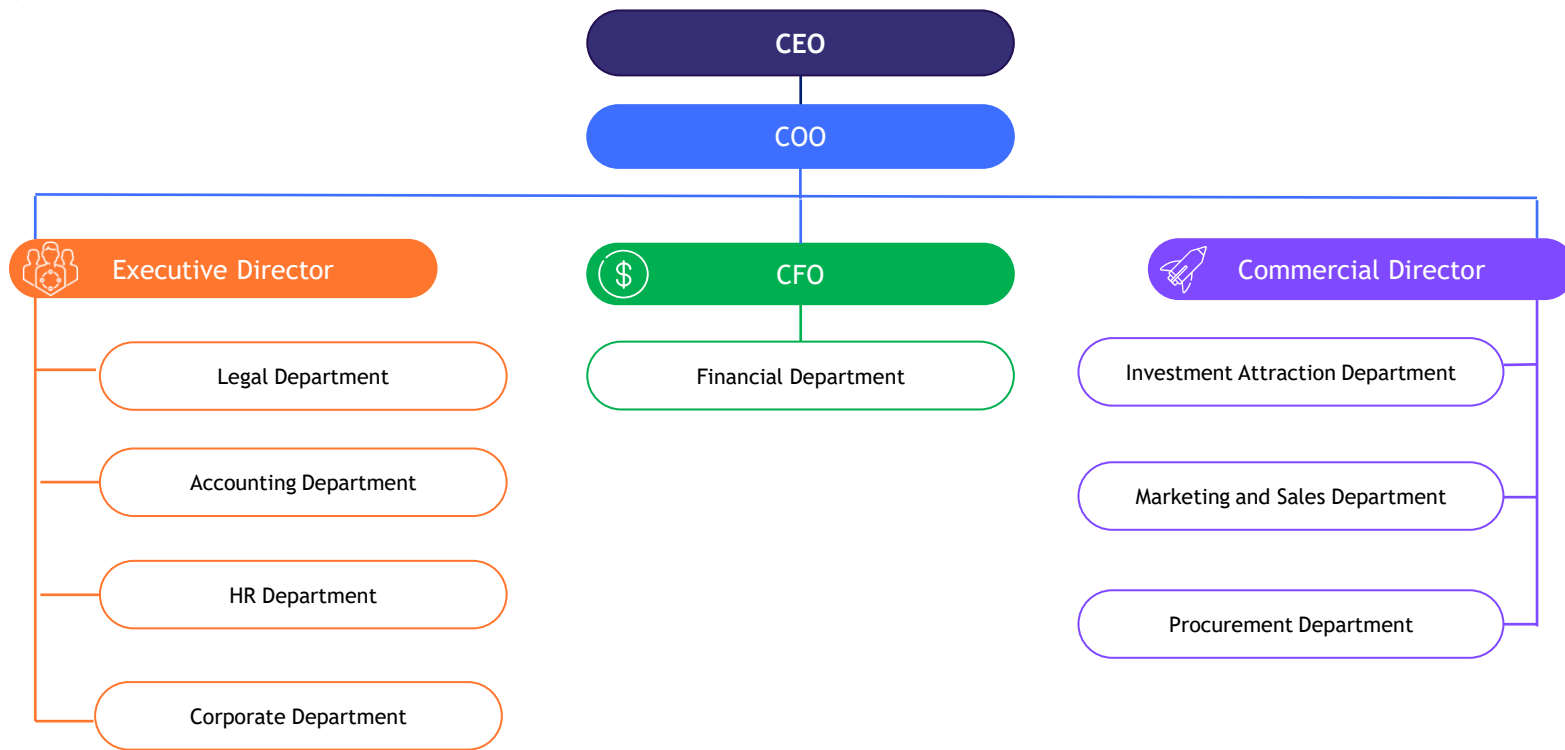 CEO
COO
Executive Director
CFO
Commercial Director
Legal Department
Accounting Department
HR Department
Corporate Department
Financial Department
Investment Attraction Department
Marketing and Sales Department
Procurement Department